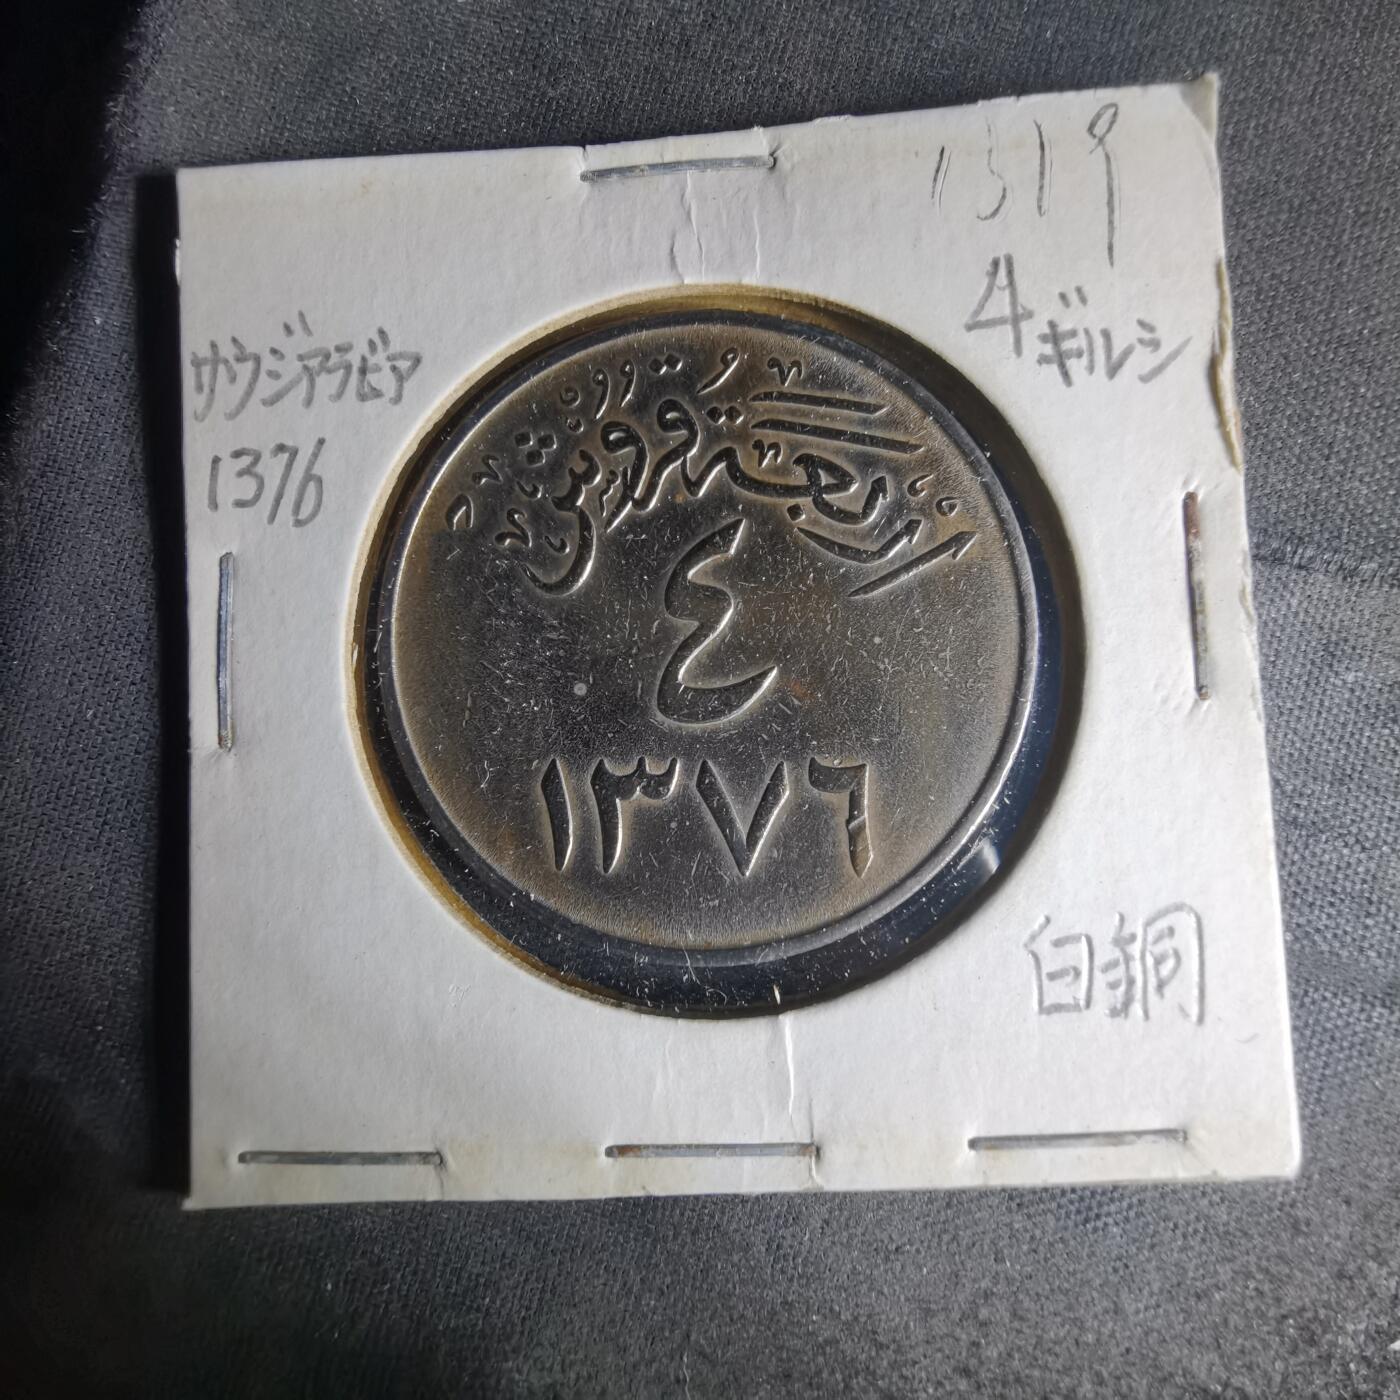 1319
4ギルシ
サウジアラビア
1376
أربعة قروش
٤
١٣٧٦
白銅